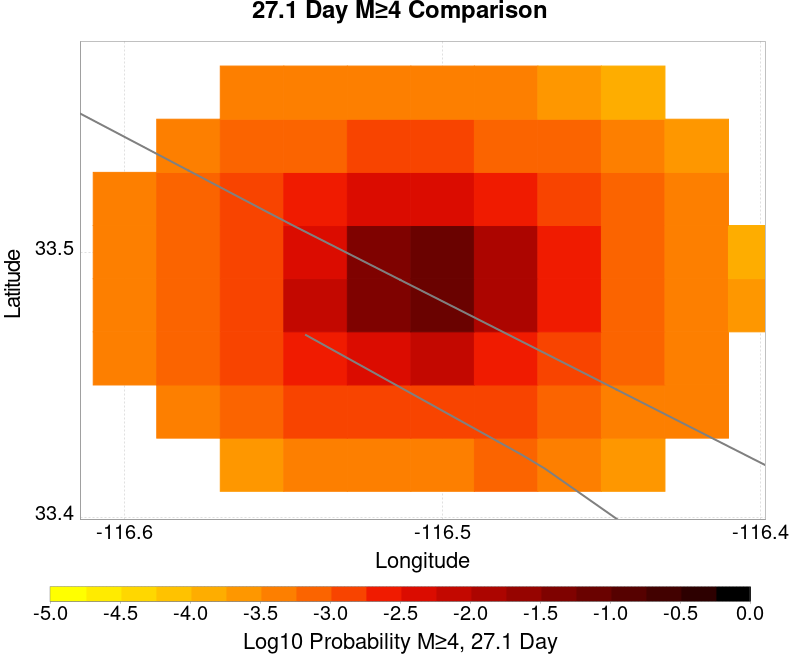 27.1 Day M≥4 Comparison
Latitude
33.5
33.4
-116.6 -116.5 -116.4
Longitude
-5.0 -4.5 -4.0 -3.5 -3.0 -2.5 -2.0 -1.5 -1.0 -0.5 0.0
Log10 Probability M≥4, 27.1 Day